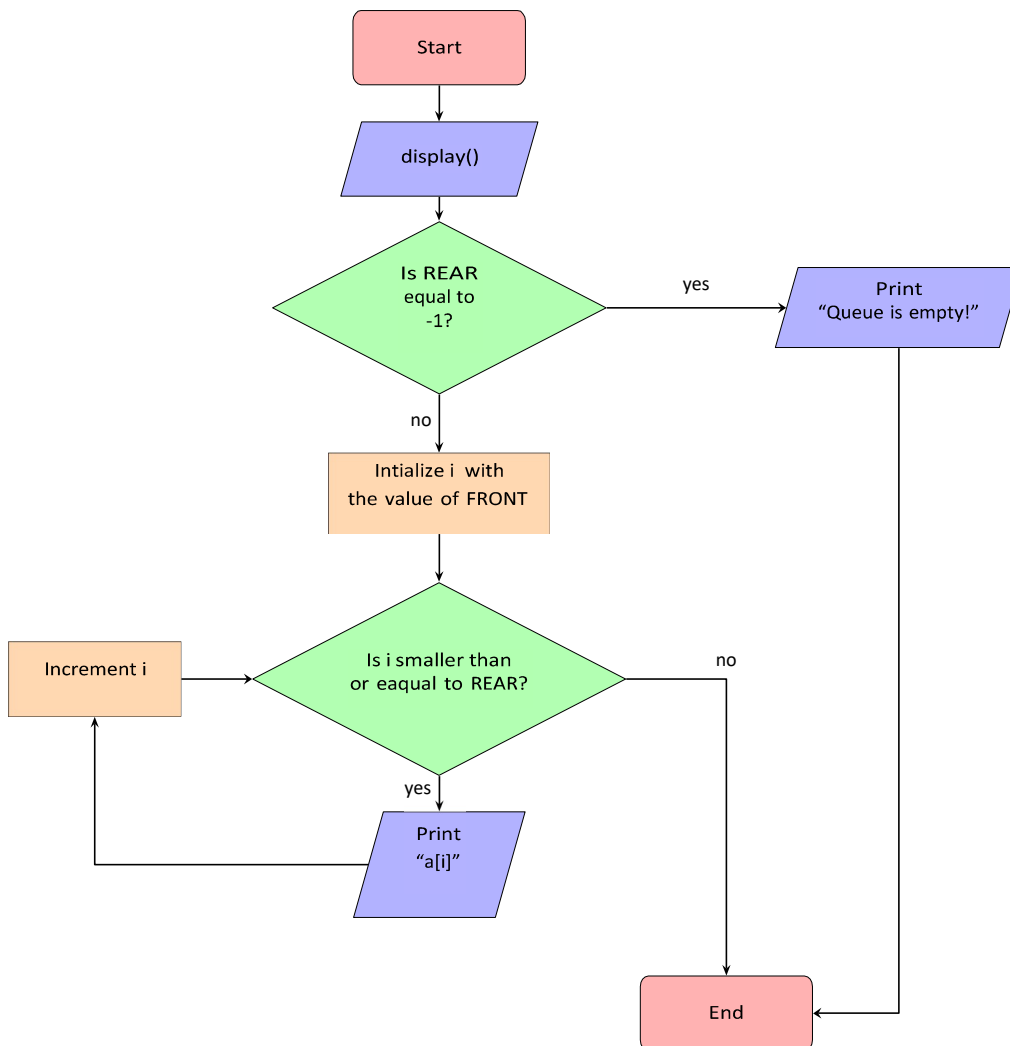 Start
display()
Is REAR
equal to
-1?
yes
Print
“Queue is empty!”
no
Intialize i with
the value of FRONT
Increment i
Is i smaller than
or eaqual to REAR?
no
yes
Print
“a[i]”
End